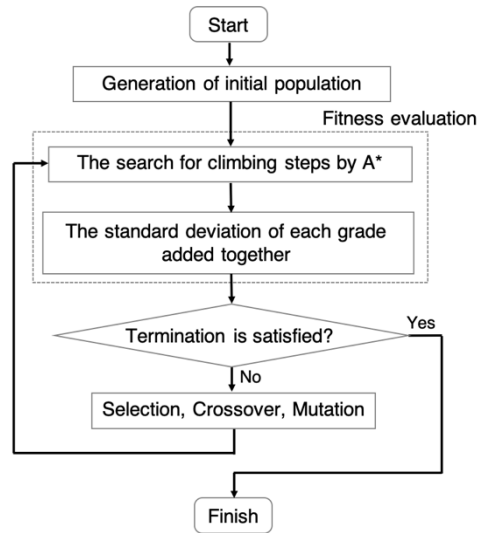 Start
Generation of initial population
Fitness evaluation
The search for climbing steps by A*
The standard deviation of each grade
added together
Termination is satisfied?
Yes
No
Selection, Crossover, Mutation
Finish